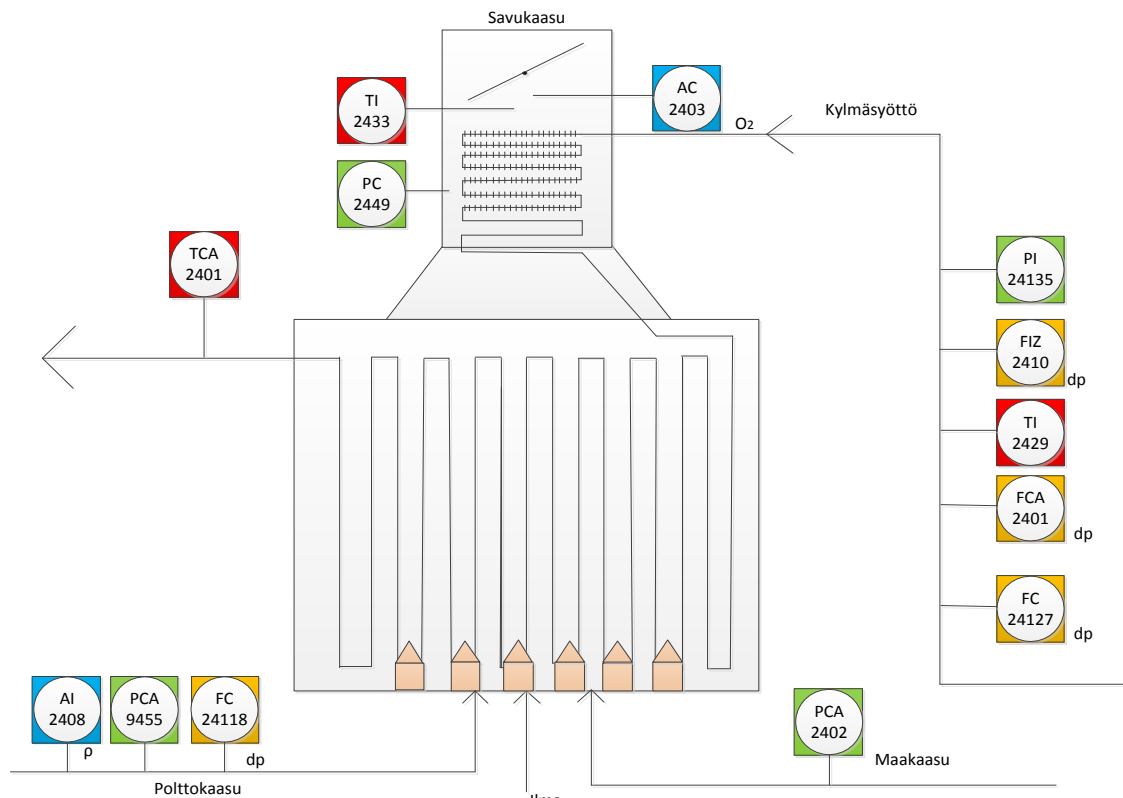 Savukaasu
TI
2433
AC
2403
O2
Kylmäsyöttö
PC
2449
TCA
2401
PI
24135
FIZ
2410
dp
TI
2429
FCA
2401
dp
FC
24127
dp
AI
2408
ρ
PCA
9455
FC
24118
dp
PCA
2402
Polttokaasu
Maakaasu
Ilma